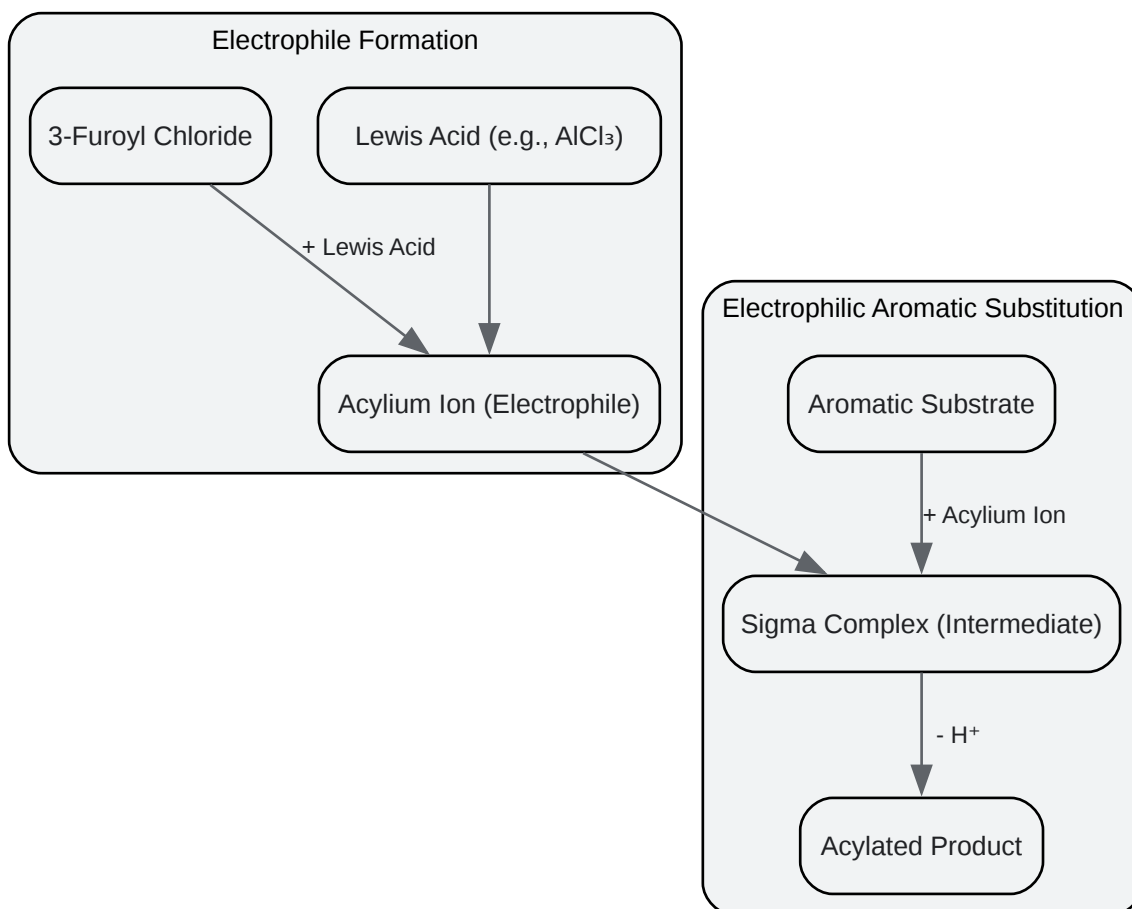 Electrophile Formation
3-Furoyl Chloride
Lewis Acid (e.g., AlCl₃)
+ Lewis Acid
Acylium Ion (Electrophile)
Electrophilic Aromatic Substitution
Aromatic Substrate
+ Acylium Ion
Sigma Complex (Intermediate)
- H⁺
Acylated Product